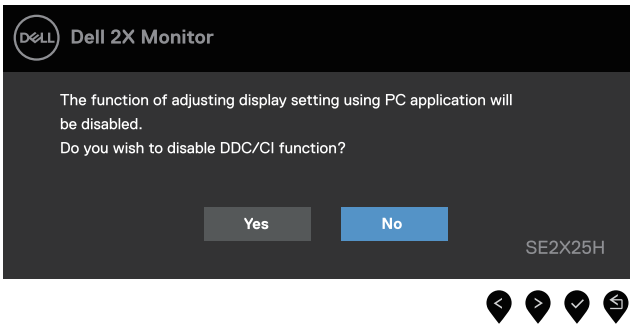 DELL Dell 2X Monitor
The function of adjusting display setting using PC application will
be disabled.
Do you wish to disable DDC/CI function?
Yes No
SE2X25H